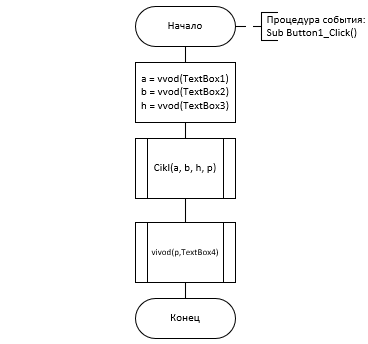 Начало
Процедура события:
Sub Button1_Click()
a = vvod(TextBox1)
b = vvod(TextBox2)
h = vvod(TextBox3)
Cikl(a, b, h, p)
vivod(p,TextBox4)
Конец